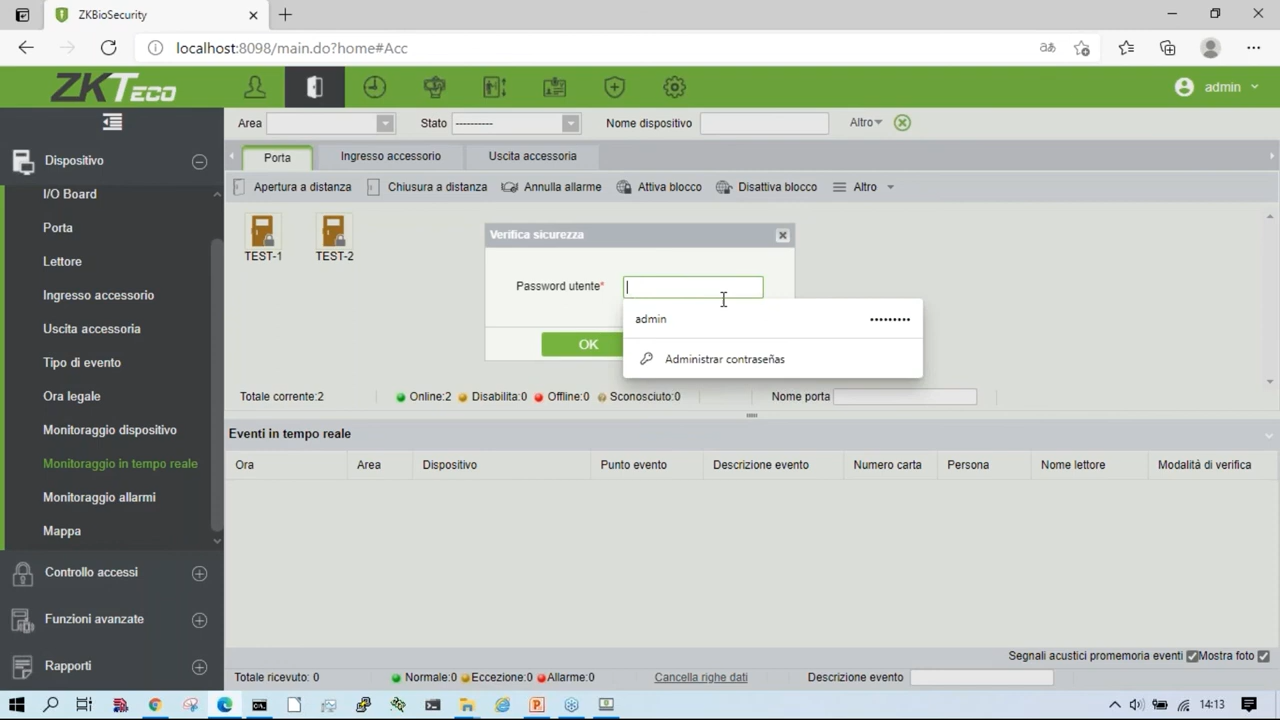 ZKBioSecurity
localhost:8098/main.do?home#Acc
ZKTECO
admin
Area
Stato ----------
Nome dispositivo
Altro
Dispositivo
Porta
Ingresso accessorio
Uscita accessoria
I/O Board
Porta
Lettore
Ingresso accessorio
Uscita accessoria
Tipo di evento
Ora legale
Monitoraggio dispositivo
Monitoraggio in tempo reale
Monitoraggio allarmi
Mappa
Controllo accessi
Funzioni avanzate
Rapporti
Apertura a distanza
Chiusura a distanza
Annulla allarme
Attiva blocco
Disattiva blocco
Altro
TEST-1
TEST-2
Verifica sicurezza
Password utente*
admin •••••••••
Administrar contraseñas
OK
Totale corrente:2
Online:2 Disabilita:0 Offline:0 Sconosciuto:0
Nome porta
Eventi in tempo reale
Ora Area Dispositivo Punto evento Descrizione evento Numero carta Persona Nome lettore Modalità di verifica
Segnali acustici promemoria eventi Mostra foto
Totale ricevuto: 0
Normale:0 Eccezione:0 Allarme:0
Cancella righe dati
Descrizione evento
14:13